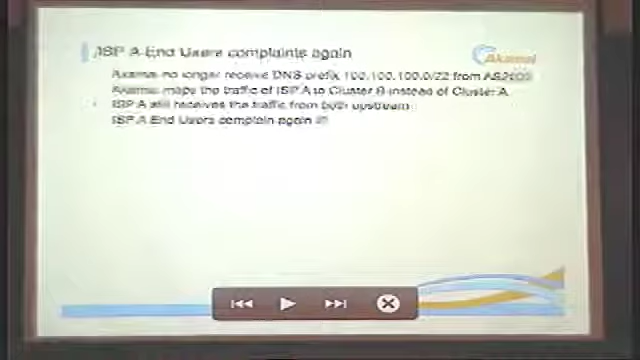 ISP A End Users complaints again
Akamai
Akamai no longer receive DNS prefix 100.100.100.0/22 from AS2002
Akamai maps the traffic of ISP A to Cluster B instead of Cluster A
ISP A still receives the traffic from both upstream
ISP A End Users complain again